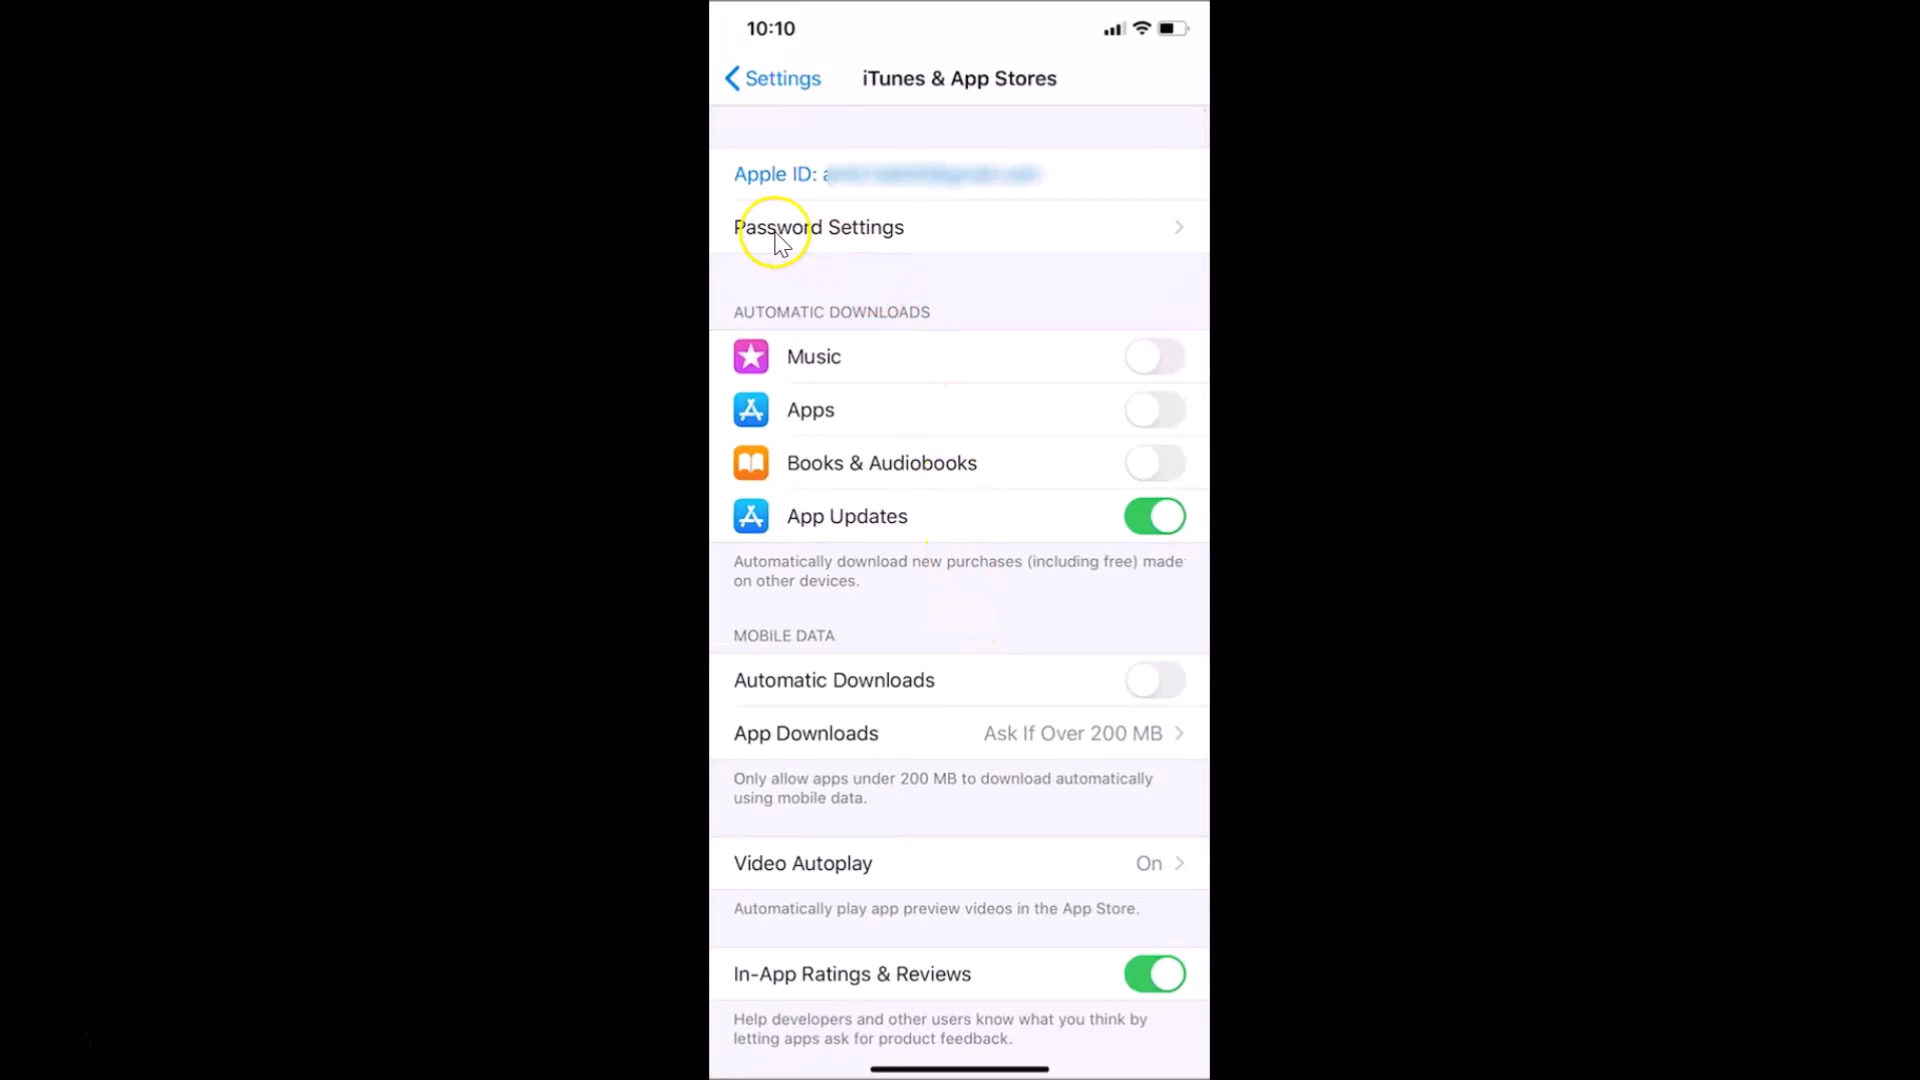 10:10
Settings
iTunes & App Stores
Apple ID:
Password Settings
AUTOMATIC DOWNLOADS
Music
Apps
Books & Audiobooks
App Updates
Automatically download new purchases (including free) made
on other devices.
MOBILE DATA
Automatic Downloads
App Downloads Ask If Over 200 MB
Only allow apps under 200 MB to download automatically
using mobile data.
Video Autoplay On
Automatically play app preview videos in the App Store.
In-App Ratings & Reviews
Help developers and other users know what you think by
letting apps ask for product feedback.